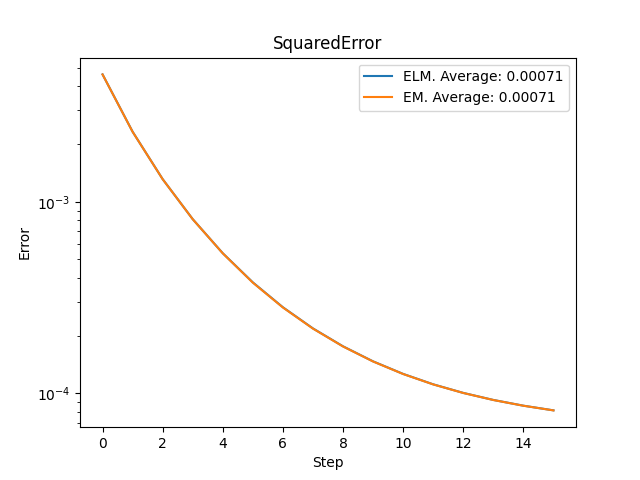 SquaredError
ELM. Average: 0.00071
EM. Average: 0.00071
Error
10⁻³
10⁻⁴
0 2 4 6 8 10 12 14
Step